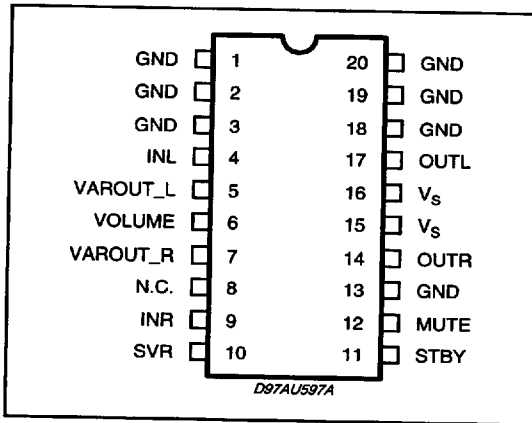 GND 1 20 GND
GND 2 19 GND
GND 3 18 GND
INL 4 17 OUTL
VAROUT_L 5 16 VS
VOLUME 6 15 VS
VAROUT_R 7 14 OUTR
N.C. 8 13 GND
INR 9 12 MUTE
SVR 10 11 STBY
D97AU597A